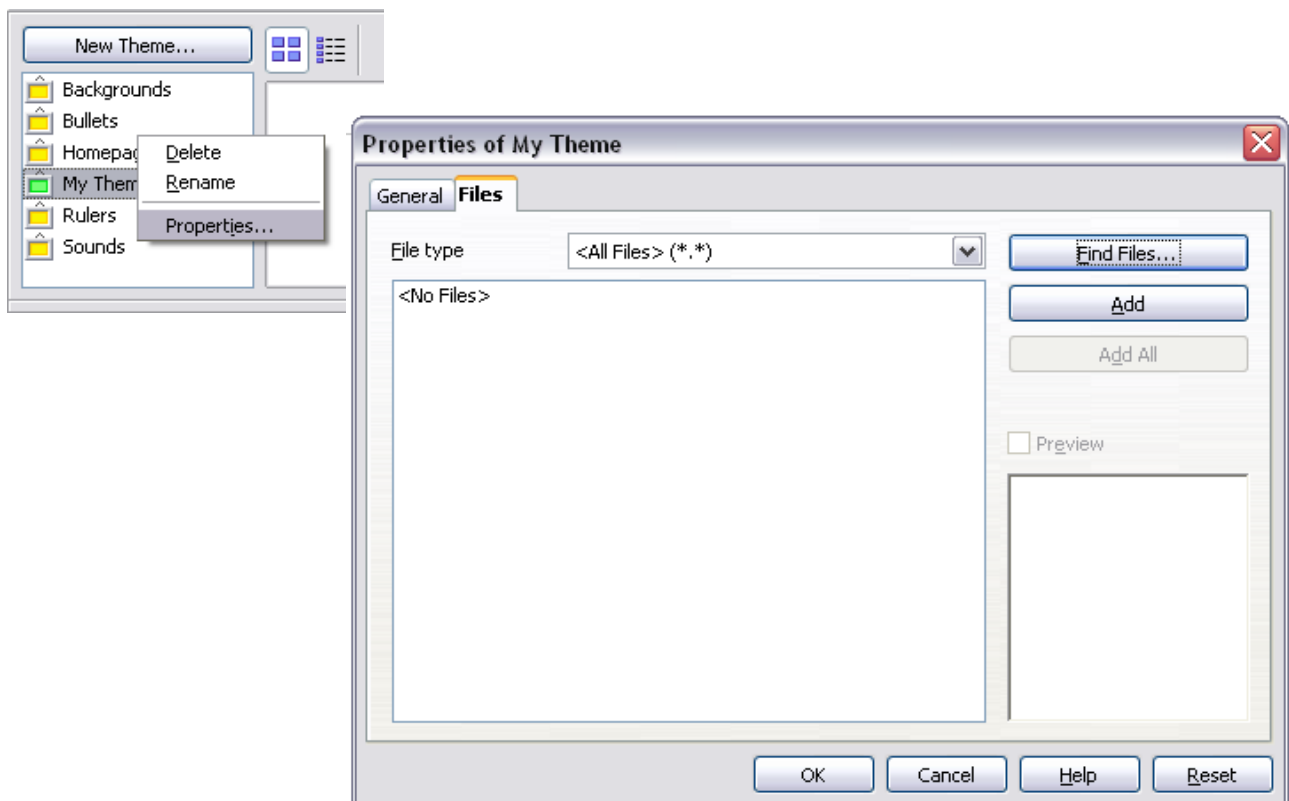 New Theme...
Backgrounds
Bullets
Homepag
My Them
Rulers
Sounds
Delete
Rename
Properties...
Properties of My Theme
General Files
File type <All Files> (*.*) Find Files...
<No Files>
Add
Add All
Preview
OK Cancel Help Reset